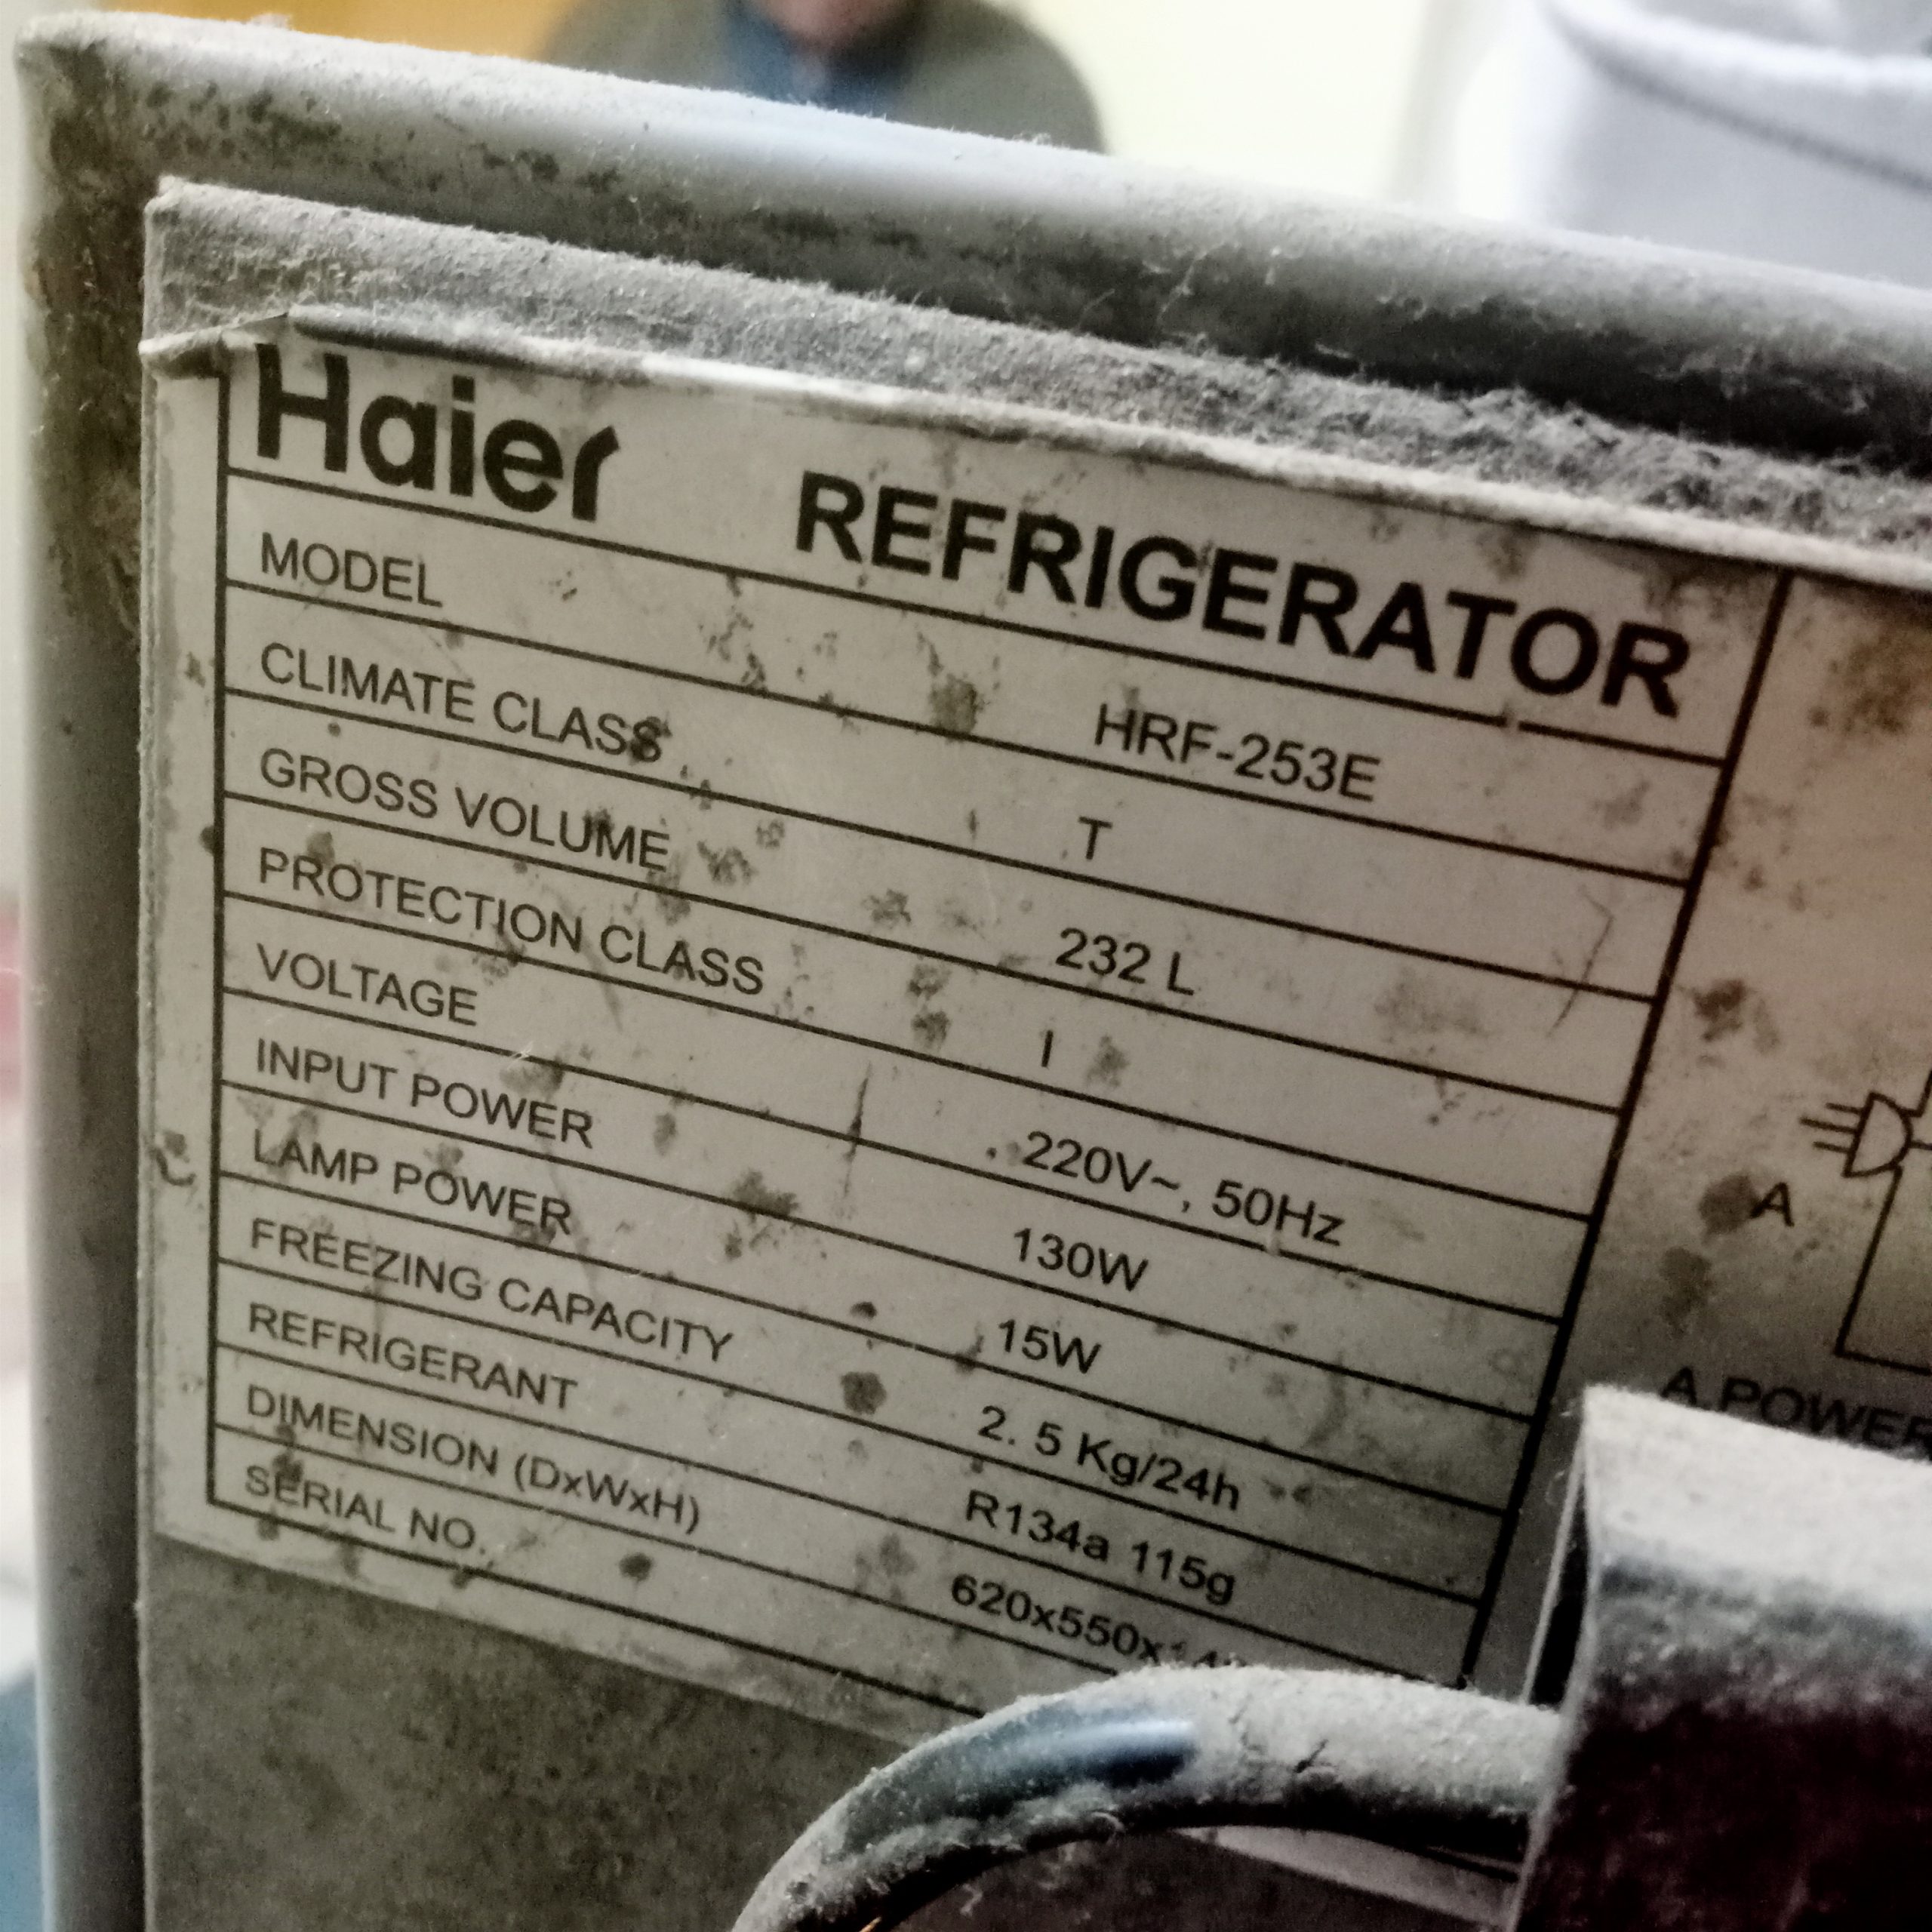 Haier REFRIGERATOR
MODEL HRF-253E
CLIMATE CLASS T
GROSS VOLUME 232 L
PROTECTION CLASS I
VOLTAGE 220V~, 50Hz
INPUT POWER 130W
LAMP POWER 15W
FREEZING CAPACITY 2. 5 Kg/24h
REFRIGERANT R134a 115g
DIMENSION (DxWxH)
SERIAL NO.
A
A.POWER